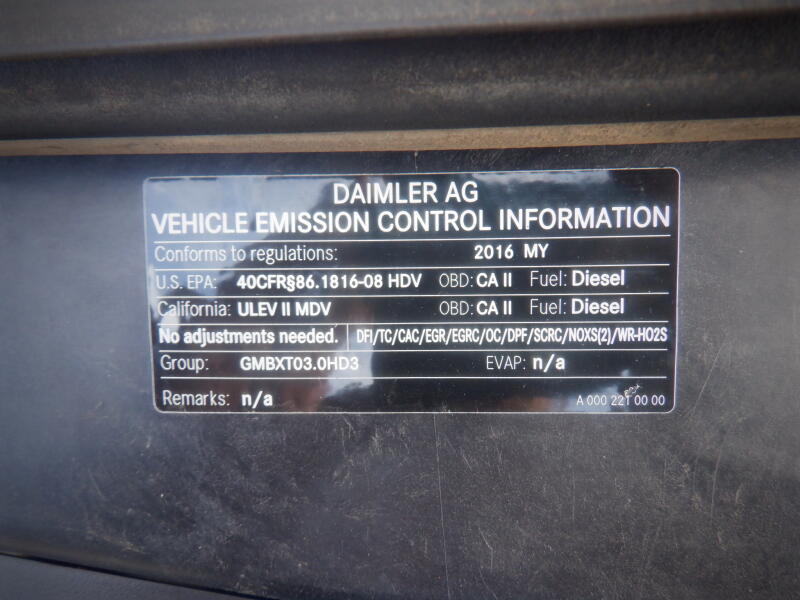 DAIMLER AG
VEHICLE EMISSION CONTROL INFORMATION
Conforms to regulations: 2016 MY
U.S. EPA: 40CFR§86.1816-08 HDV OBD: CA II Fuel: Diesel
California: ULEV II MDV OBD: CA II Fuel: Diesel
No adjustments needed. DFI/TC/CAC/EGR/EGRC/OC/DPF/SCRC/NOXS(2)/WR-HO2S
Group: GMBXT03.0HD3 EVAP: n/a
Remarks: n/a A 000 221 00 00